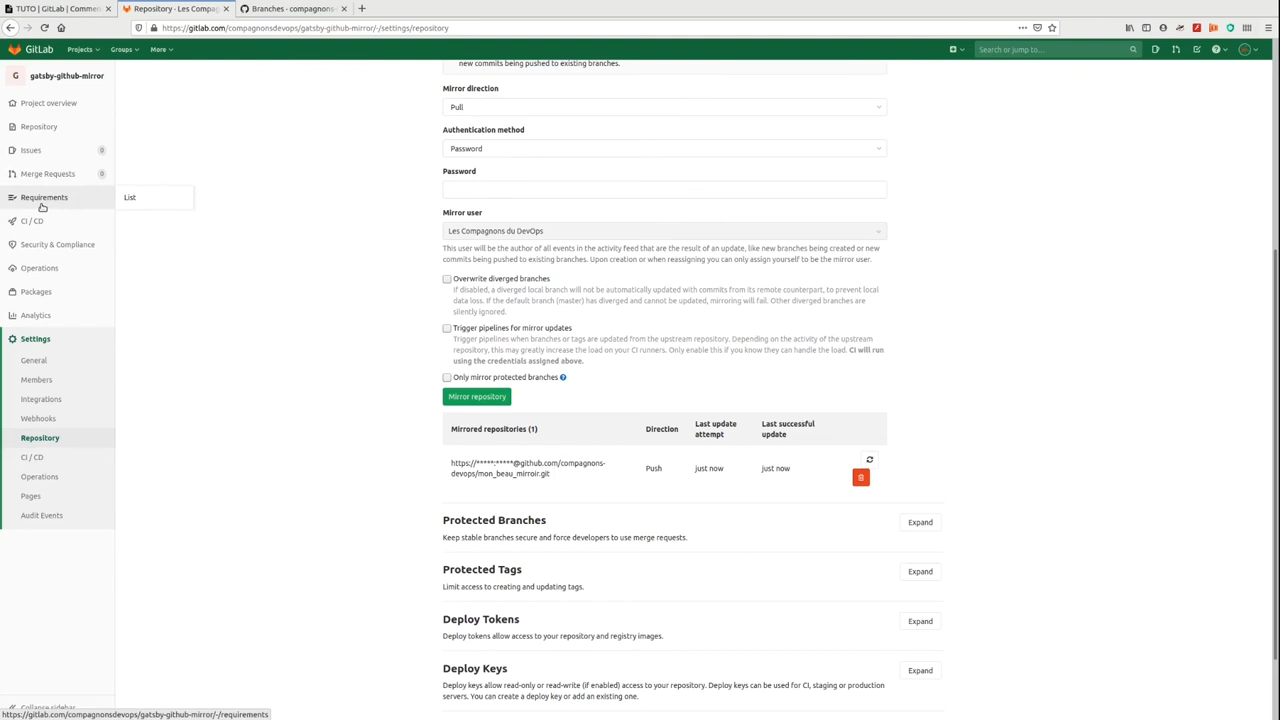 TUTO | GitLab | Commen
Repository · Les Compag
Branches · compagnons-
https://gitlab.com/compagnonsdevops/gatsby-github-mirror/-/settings/repository
GitLab
Projects
Groups
More
Search or jump to...
G
gatsby-github-mirror
Project overview
Repository
Issues
0
Merge Requests
0
Requirements
List
CI / CD
Security & Compliance
Operations
Packages
Analytics
Settings
General
Members
Integrations
Webhooks
Repository
CI / CD
Operations
Pages
Audit Events
Collapse sidebar
https://gitlab.com/compagnonsdevops/gatsby-github-mirror/-/requirements
new commits being pushed to existing branches.
Mirror direction
Pull
Authentication method
Password
Password
Mirror user
Les Compagnons du DevOps
This user will be the author of all events in the activity feed that are the result of an update, like new branches being created or new
commits being pushed to existing branches. Upon creation or when reassigning you can only assign yourself to be the mirror user.
Overwrite diverged branches
If disabled, a diverged local branch will not be automatically updated with commits from its remote counterpart, to prevent local
data loss. If the default branch (master) has diverged and cannot be updated, mirroring will fail. Other diverged branches are
silently ignored.
Trigger pipelines for mirror updates
Trigger pipelines when branches or tags are updated from the upstream repository. Depending on the activity of the upstream
repository, this may greatly increase the load on your CI runners. Only enable this if you know they can handle the load. CI will run
using the credentials assigned above.
Only mirror protected branches
Mirror repository
Mirrored repositories (1)
Direction
Last update
attempt
Last successful
update
https://*****:*****@github.com/compagnons-
devops/mon_beau_mirroir.git
Push
just now
just now
Protected Branches
Expand
Keep stable branches secure and force developers to use merge requests.
Protected Tags
Expand
Limit access to creating and updating tags.
Deploy Tokens
Expand
Deploy tokens allow access to your repository and registry images.
Deploy Keys
Expand
Deploy keys allow read-only or read-write (if enabled) access to your repository. Deploy keys can be used for CI, staging or production
servers. You can create a deploy key or add an existing one.